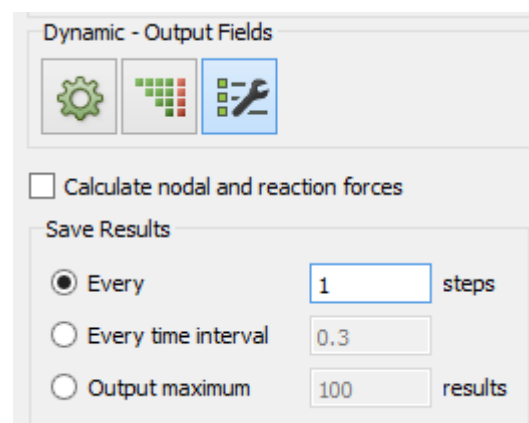 Dynamic - Output Fields
Calculate nodal and reaction forces
Save Results
Every 1 steps
Every time interval 0.3
Output maximum 100 results